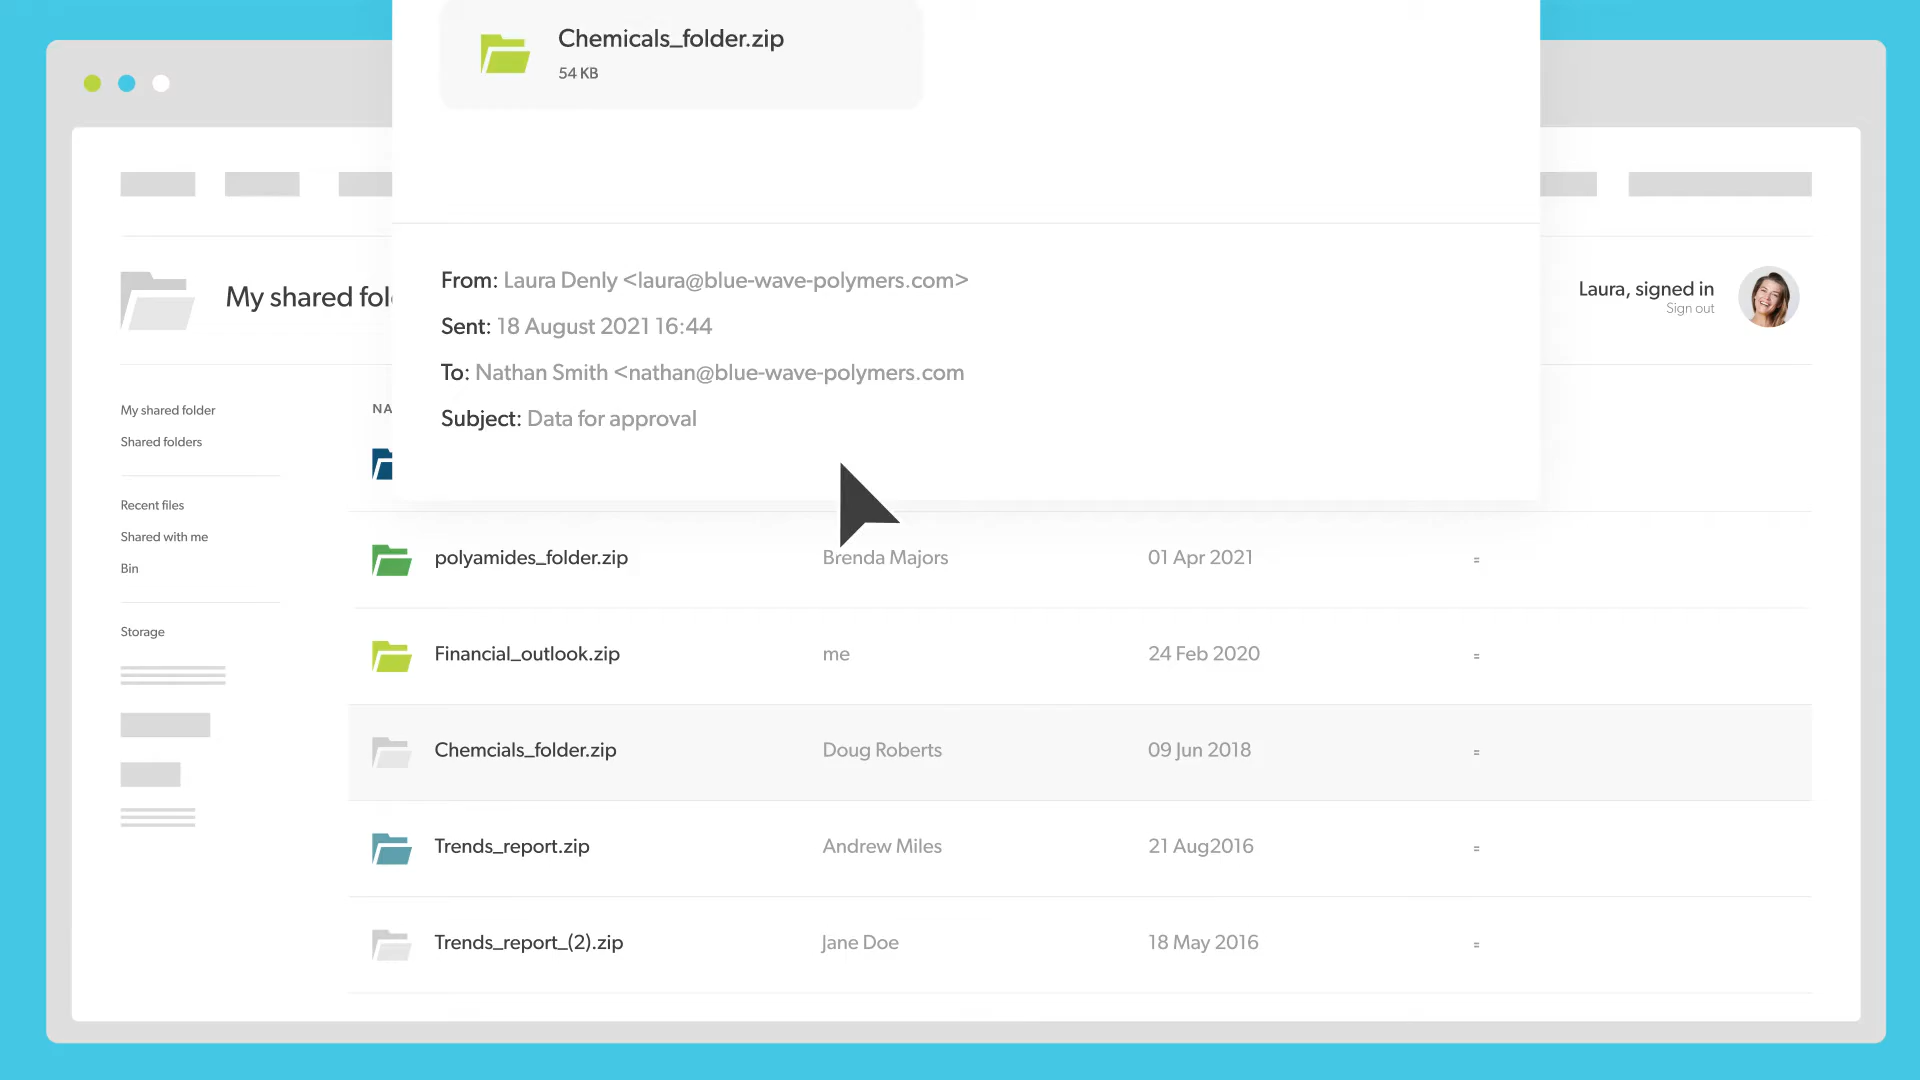 Chemicals_folder.zip
54 KB
From: Laura Denly <laura@blue-wave-polymers.com>
Sent: 18 August 2021 16:44
To: Nathan Smith <nathan@blue-wave-polymers.com
Subject: Data for approval
My shared fol
Laura, signed in
Sign out
My shared folder
Shared folders
Recent files
Shared with me
Bin
Storage
NA
polyamides_folder.zip Brenda Majors 01 Apr 2021
Financial_outlook.zip me 24 Feb 2020
Chemcials_folder.zip Doug Roberts 09 Jun 2018
Trends_report.zip Andrew Miles 21 Aug2016
Trends_report_(2).zip Jane Doe 18 May 2016